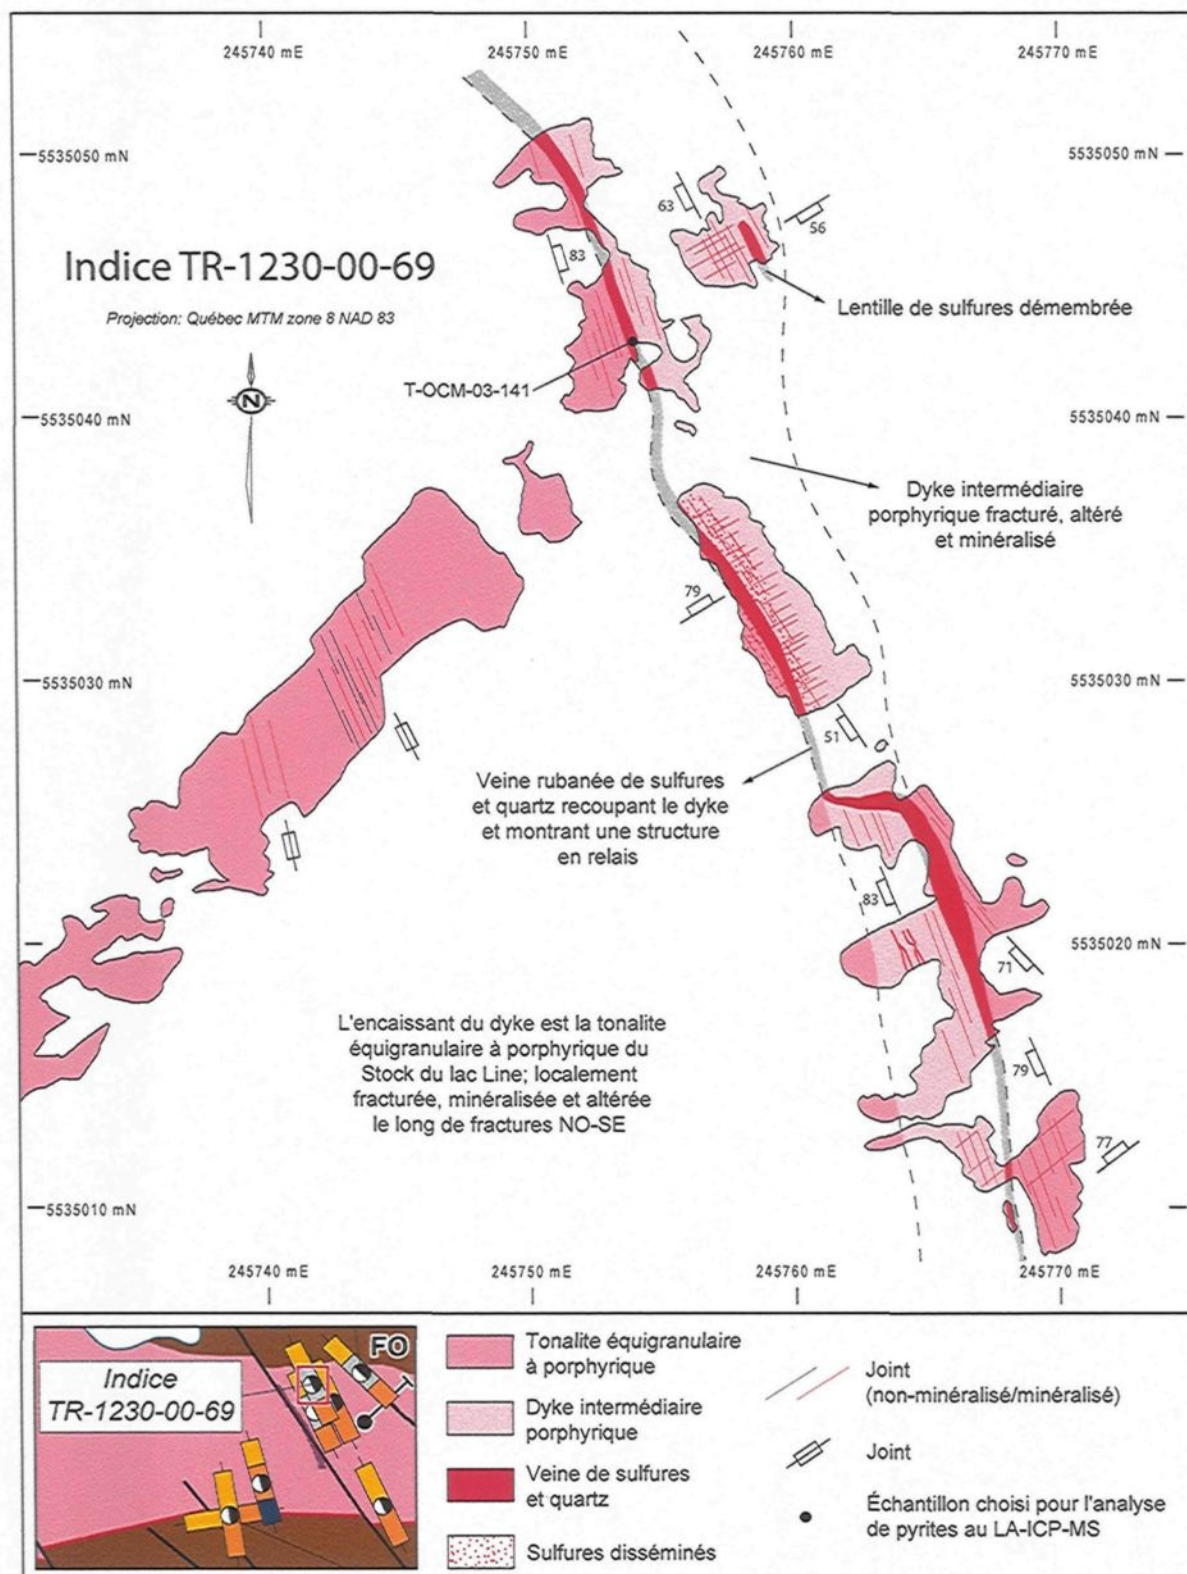 245740 mE
245750 mE
245760 mE
245770 mE
5535050 mN
5535050 mN
63
56
83
Indice TR-1230-00-69
Projection: Québec MTM zone 8 NAD 83
N
Lentille de sulfures démembrée
T-OCM-03-141
5535040 mN
5535040 mN
Dyke intermédiaire
porphyrique fracturé, altéré
et minéralisé
79
5535030 mN
5535030 mN
51
Veine rubanée de sulfures
et quartz recoupant le dyke
et montrant une structure
en relais
83
5535020 mN
71
L'encaissant du dyke est la tonalite
équigranulaire à porphyrique du
Stock du lac Line; localement
fracturée, minéralisée et altérée
le long de fractures NO-SE
79
77
5535010 mN
245740 mE
245750 mE
245760 mE
245770 mE
FO
Indice
TR-1230-00-69
Tonalite équigranulaire
à porphyrique
Dyke intermédiaire
porphyrique
Veine de sulfures
et quartz
Sulfures disséminés
Joint
(non-minéralisé/minéralisé)
Joint
Échantillon choisi pour l'analyse
de pyrites au LA-ICP-MS